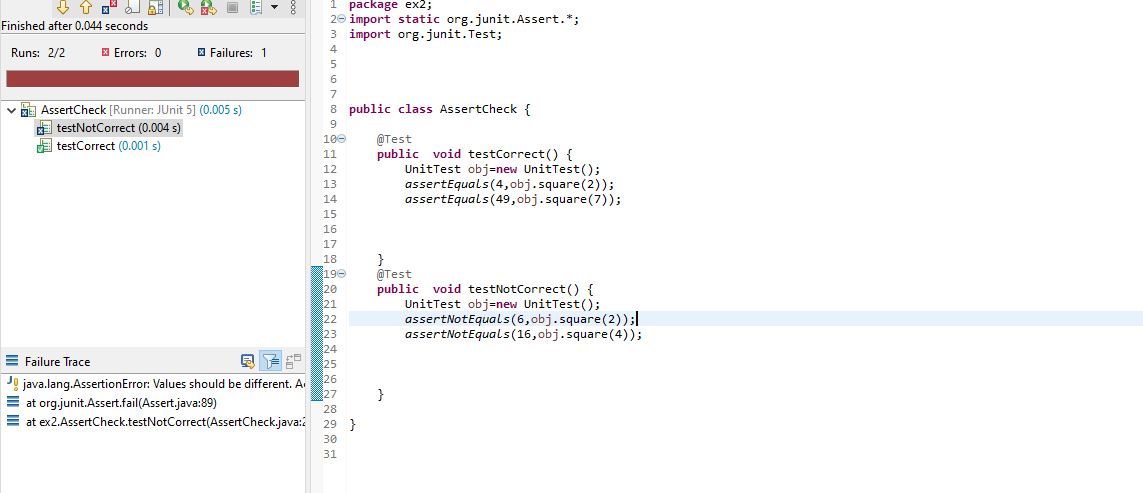 Finished after 0.044 seconds
Runs: 2/2 Errors: 0 Failures: 1
AssertCheck [Runner: JUnit 5] (0.005 s)
testNotCorrect (0.004 s)
testCorrect (0.001 s)
Failure Trace
java.lang.AssertionError: Values should be different. A
at org.junit.Assert.fail(Assert.java:89)
at ex2.AssertCheck.testNotCorrect(AssertCheck.java:2
1 package ex2;
2 import static org.junit.Assert.*;
3 import org.junit.Test;
4
5
6
7
8 public class AssertCheck {
9
10 @Test
11 public  void testCorrect() {
12 UnitTest obj=new UnitTest();
13 assertEquals(4,obj.square(2));
14 assertEquals(49,obj.square(7));
15
16
17
18 }
19 @Test
20 public  void testNotCorrect() {
21 UnitTest obj=new UnitTest();
22 assertNotEquals(6,obj.square(2));
23 assertNotEquals(16,obj.square(4));
24
25
26
27 }
28
29 }
30
31